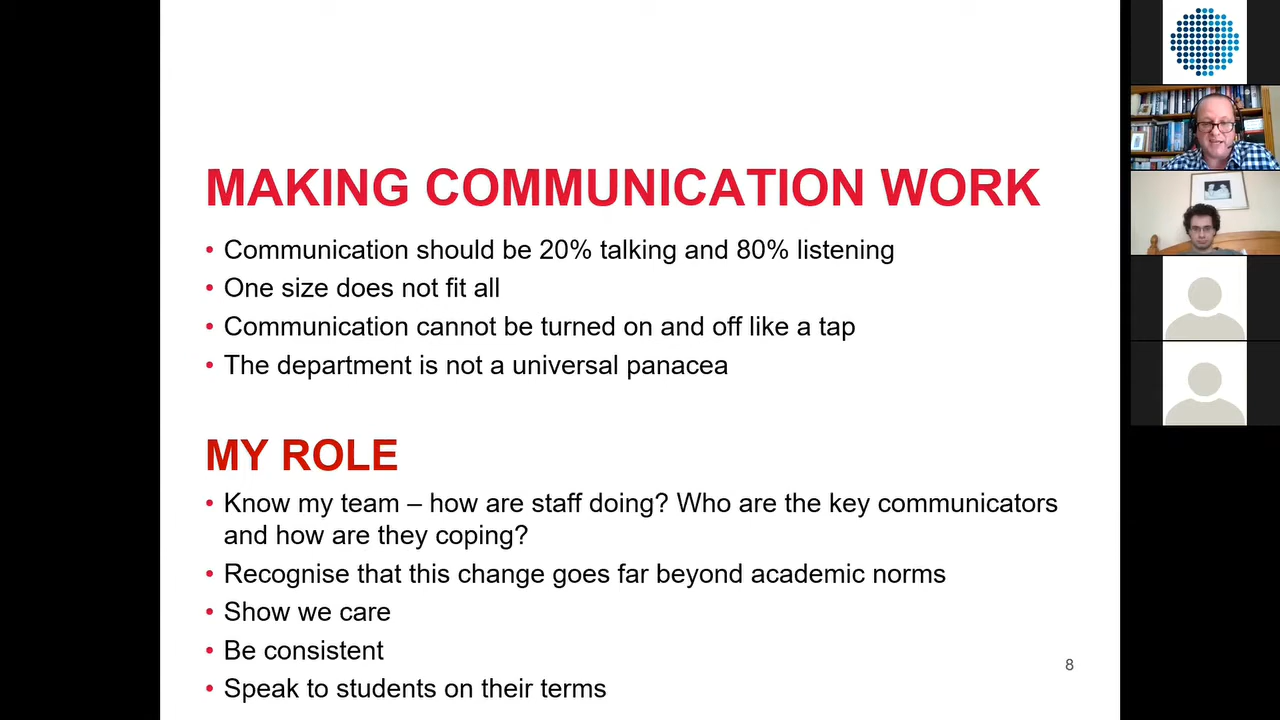 MAKING COMMUNICATION WORK
• Communication should be 20% talking and 80% listening
• One size does not fit all
• Communication cannot be turned on and off like a tap
• The department is not a universal panacea
MY ROLE
• Know my team – how are staff doing? Who are the key communicators
and how are they coping?
• Recognise that this change goes far beyond academic norms
• Show we care
• Be consistent
• Speak to students on their terms
8